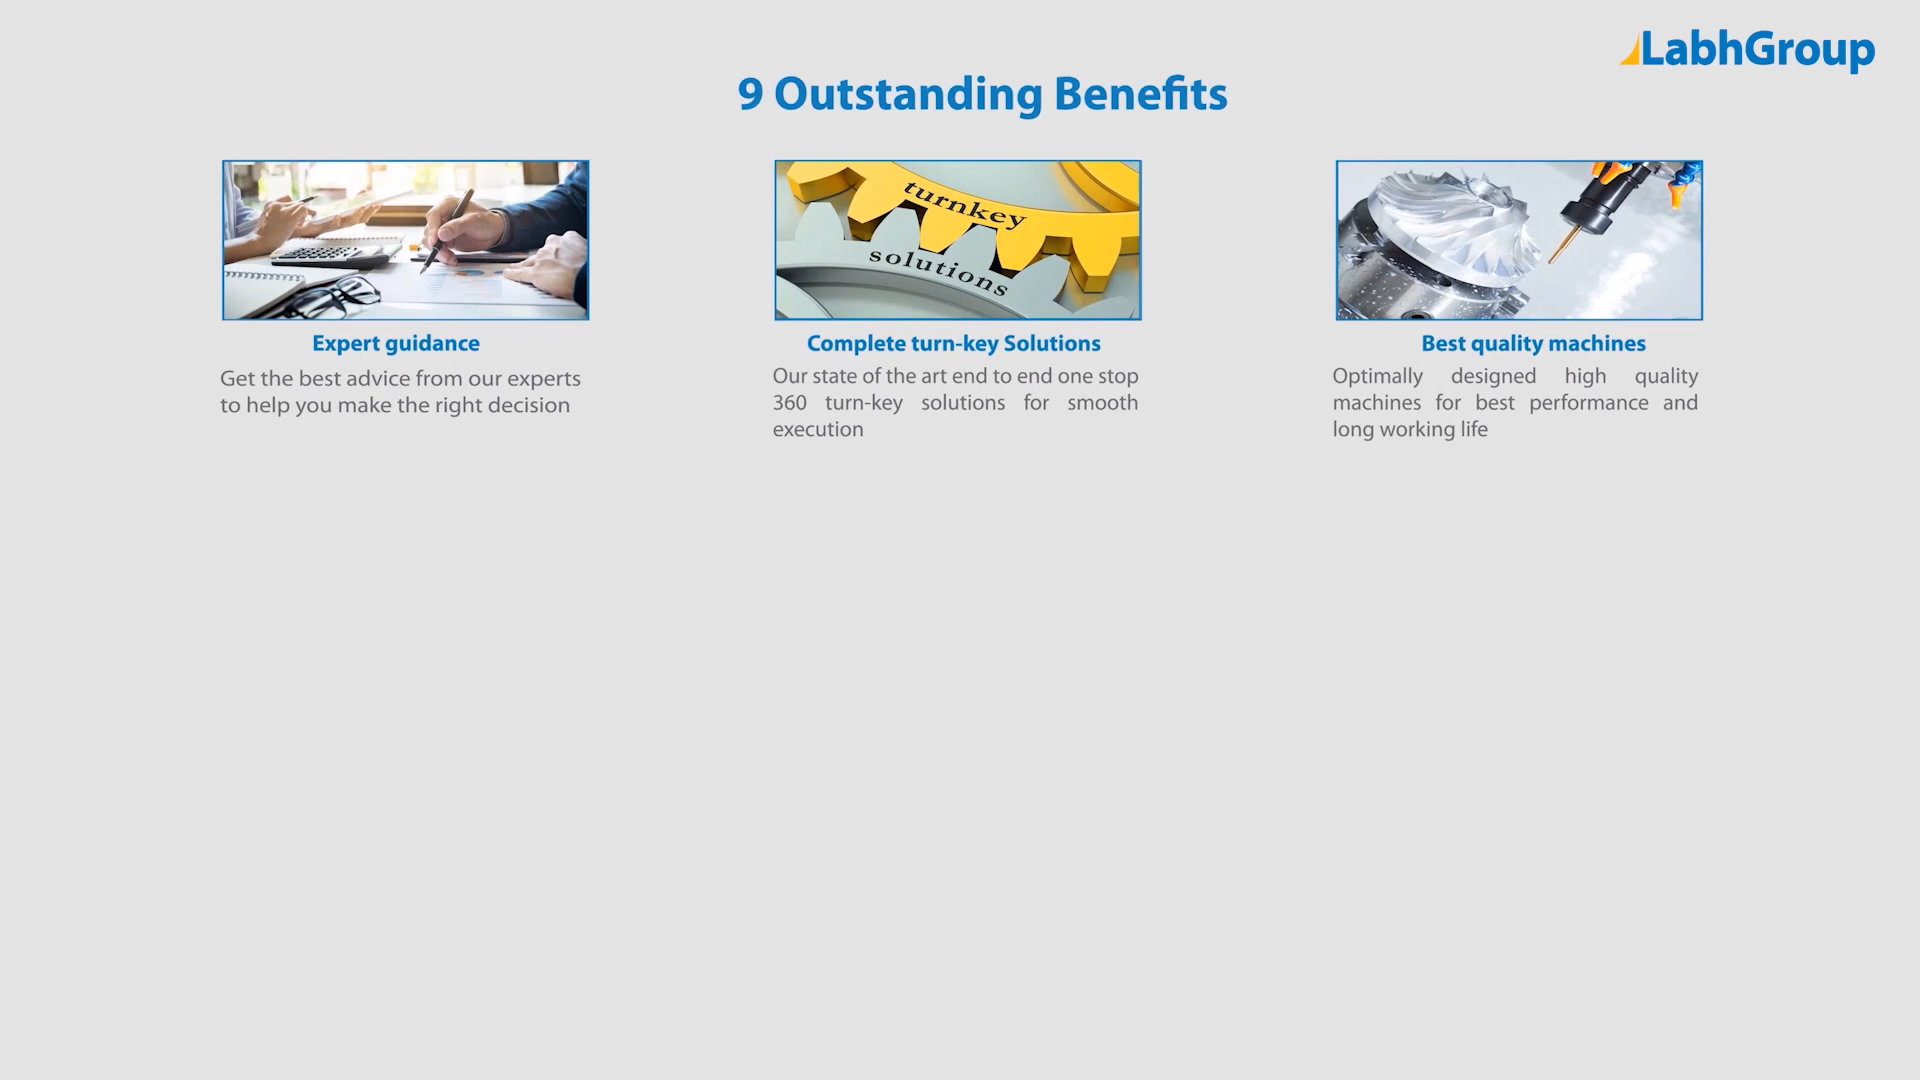 LabhGroup
9 Outstanding Benefits
turnkey
solutions
Expert guidance
Get the best advice from our experts
to help you make the right decision
Complete turn-key Solutions
Our state of the art end to end one stop
360 turn-key solutions for smooth
execution
Best quality machines
Optimally designed high quality
machines for best performance and
long working life